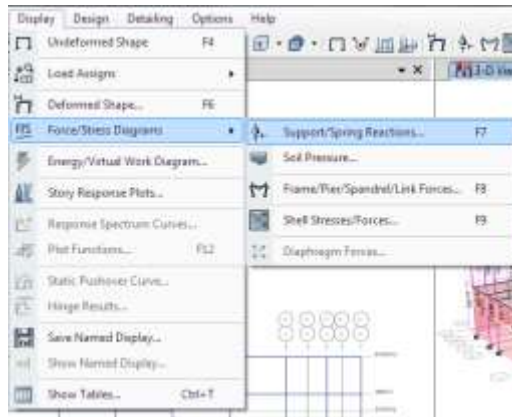 Display Design Detailing Options Help
Undeformed Shape F4
Load Assigns
Deformed Shape... F6
Force/Stress Diagrams
Energy/Virtual Work Diagram...
Story Response Plots...
Response Spectrum Curves...
Plot Functions... F12
Static Pushover Curve...
Hinge Results...
Save Named Display...
Show Named Display...
Show Tables... Ctrl+T
Support/Spring Reactions... F7
Soil Pressure...
Frame/Pier/Spandrel/Link Forces... F8
Shell Stresses/Forces... F9
Diaphragm Forces...
3-D View